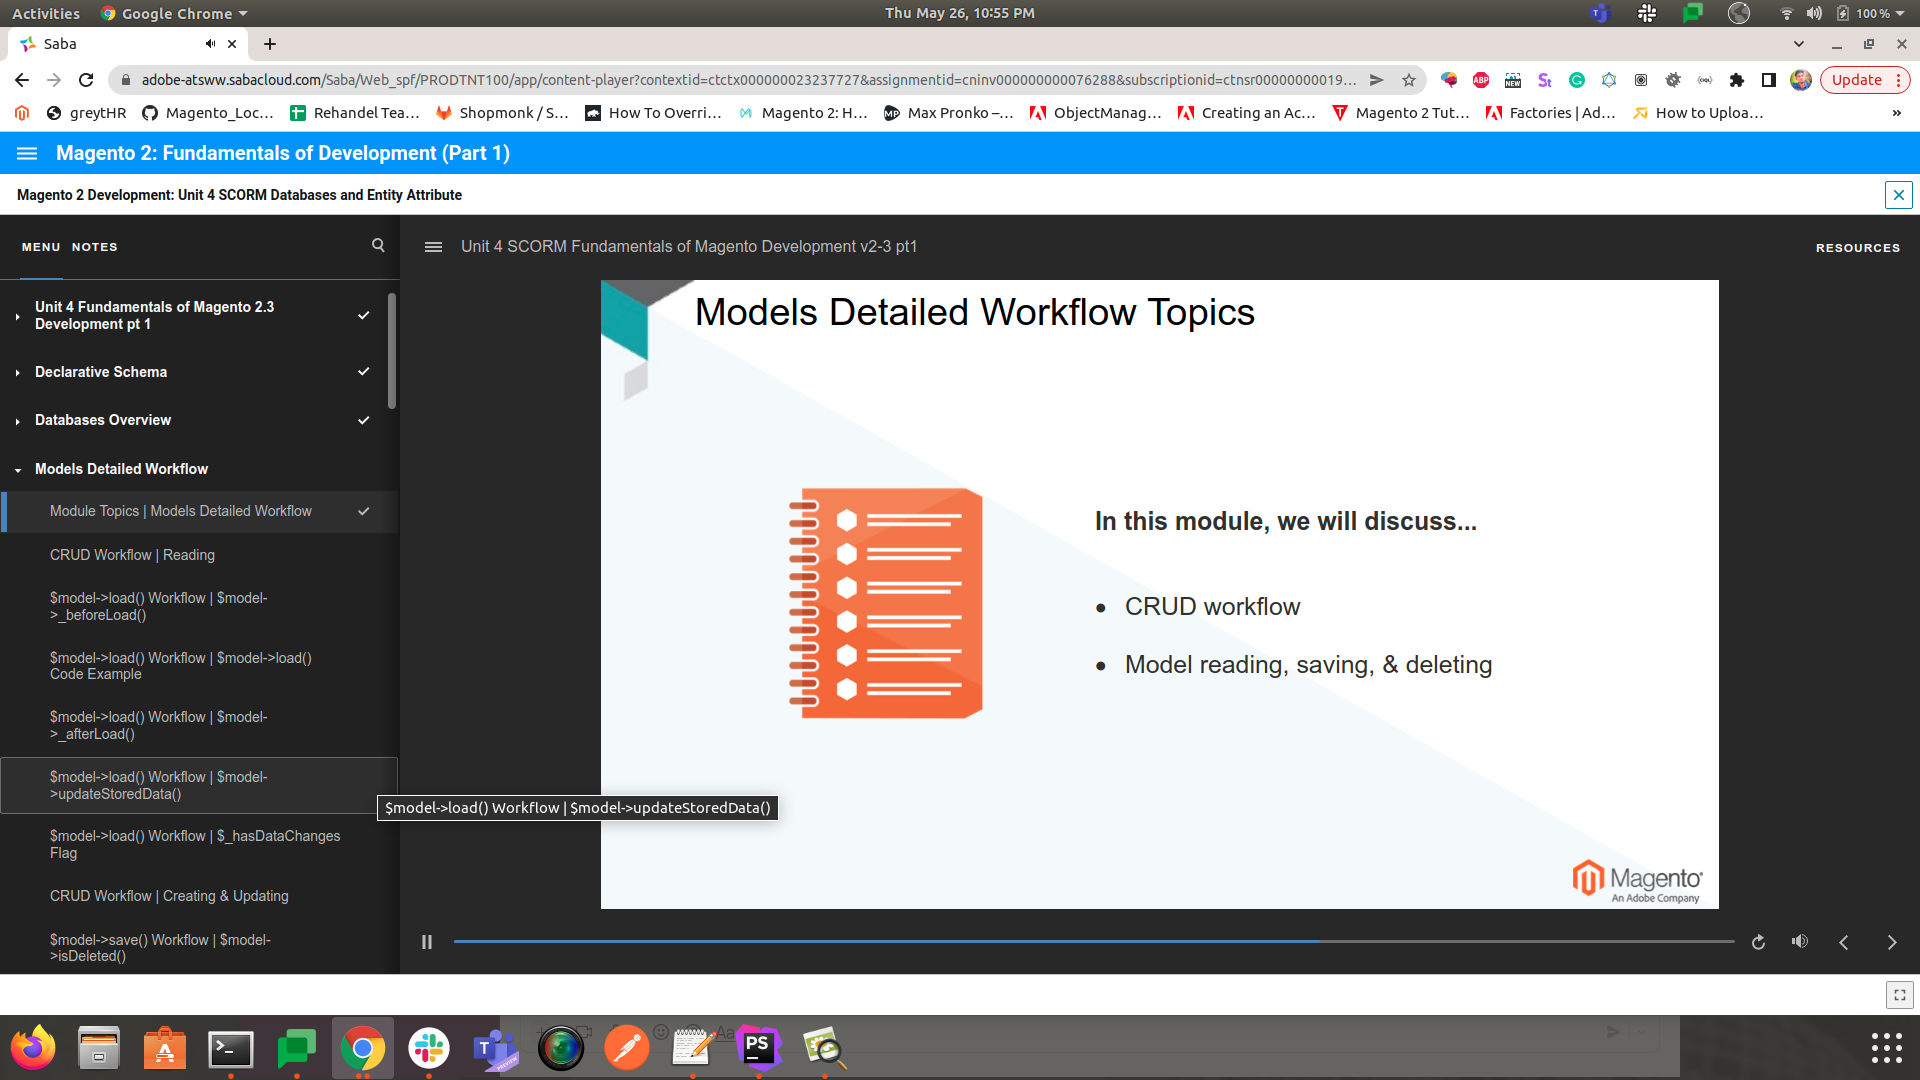 Activities
Google Chrome
Thu May 26, 10:55 PM
100 %
Saba
adobe-atsww.sabacloud.com/Saba/Web_spf/PRODTNT100/app/content-player?contextid=ctctx000000023237727&assignmentid=cninv000000000076288&subscriptionid=ctnsr00000000019…
ABP
NEW
Update
greytHR
Magento_Loc…
Rehandel Tea…
Shopmonk / S…
How To Overri…
Magento 2: H…
Max Pronko –…
ObjectManag…
Creating an Ac…
Magento 2 Tut…
Factories | Ad…
How to Uploa…
»
Magento 2: Fundamentals of Development (Part 1)
Magento 2 Development: Unit 4 SCORM Databases and Entity Attribute
MENU
NOTES
Unit 4 SCORM Fundamentals of Magento Development v2-3 pt1
RESOURCES
Unit 4 Fundamentals of Magento 2.3
Development pt 1
Declarative Schema
Databases Overview
Models Detailed Workflow
Module Topics | Models Detailed Workflow
CRUD Workflow | Reading
$model->load() Workflow | $model-
>_beforeLoad()
$model->load() Workflow | $model->load()
Code Example
$model->load() Workflow | $model-
>_afterLoad()
$model->load() Workflow | $model-
>updateStoredData()
$model->load() Workflow | $model->updateStoredData()
$model->load() Workflow | $_hasDataChanges
Flag
CRUD Workflow | Creating & Updating
$model->save() Workflow | $model-
>isDeleted()
Models Detailed Workflow Topics
In this module, we will discuss...
• CRUD workflow
• Model reading, saving, & deleting
Magento
An Adobe Company
PS